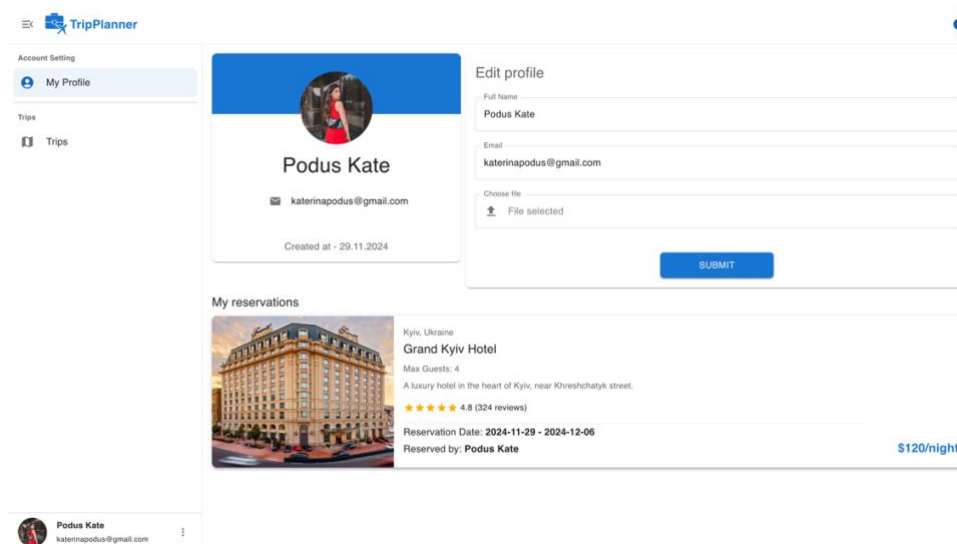 TripPlanner
Account Setting
My Profile
Trips
Trips
Podus Kate
katerinapodus@gmail.com
Created at - 29.11.2024
Edit profile
Full Name
Podus Kate
Email
katerinapodus@gmail.com
Choose file
File selected
SUBMIT
My reservations
Kyiv, Ukraine
Grand Kyiv Hotel
Max Guests: 4
A luxury hotel in the heart of Kyiv, near Khreshchatyk street.
4.8 (324 reviews)
Reservation Date: 2024-11-29 - 2024-12-06
Reserved by: Podus Kate
$120/night
Podus Kate
katerinapodus@gmail.com